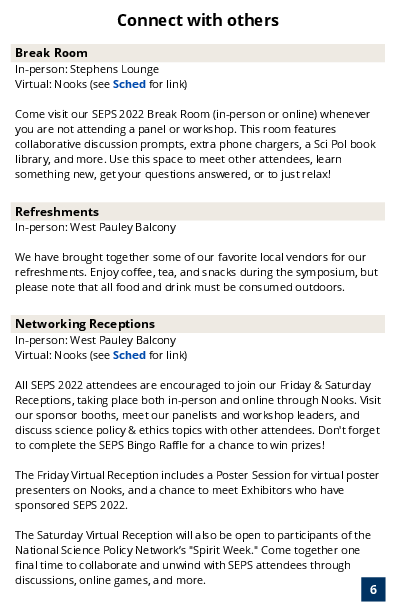 Connect with others
Break Room
In-person: Stephens Lounge
Virtual: Nooks (see Sched for link)
Come visit our SEPS 2022 Break Room (in-person or online) whenever
you are not attending a panel or workshop. This room features
collaborative discussion prompts, extra phone chargers, a Sci Pol book
library, and more. Use this space to meet other attendees, learn
something new, get your questions answered, or to just relax!
Refreshments
In-person: West Pauley Balcony
We have brought together some of our favorite local vendors for our
refreshments. Enjoy coffee, tea, and snacks during the symposium, but
please note that all food and drink must be consumed outdoors.
Networking Receptions
In-person: West Pauley Balcony
Virtual: Nooks (see Sched for link)
All SEPS 2022 attendees are encouraged to join our Friday & Saturday
Receptions, taking place both in-person and online through Nooks. Visit
our sponsor booths, meet our panelists and workshop leaders, and
discuss science policy & ethics topics with other attendees. Don't forget
to complete the SEPS Bingo Raffle for a chance to win prizes!
The Friday Virtual Reception includes a Poster Session for virtual poster
presenters on Nooks, and a chance to meet Exhibitors who have
sponsored SEPS 2022.
The Saturday Virtual Reception will also be open to participants of the
National Science Policy Network's "Spirit Week." Come together one
final time to collaborate and unwind with SEPS attendees through
discussions, online games, and more.
6